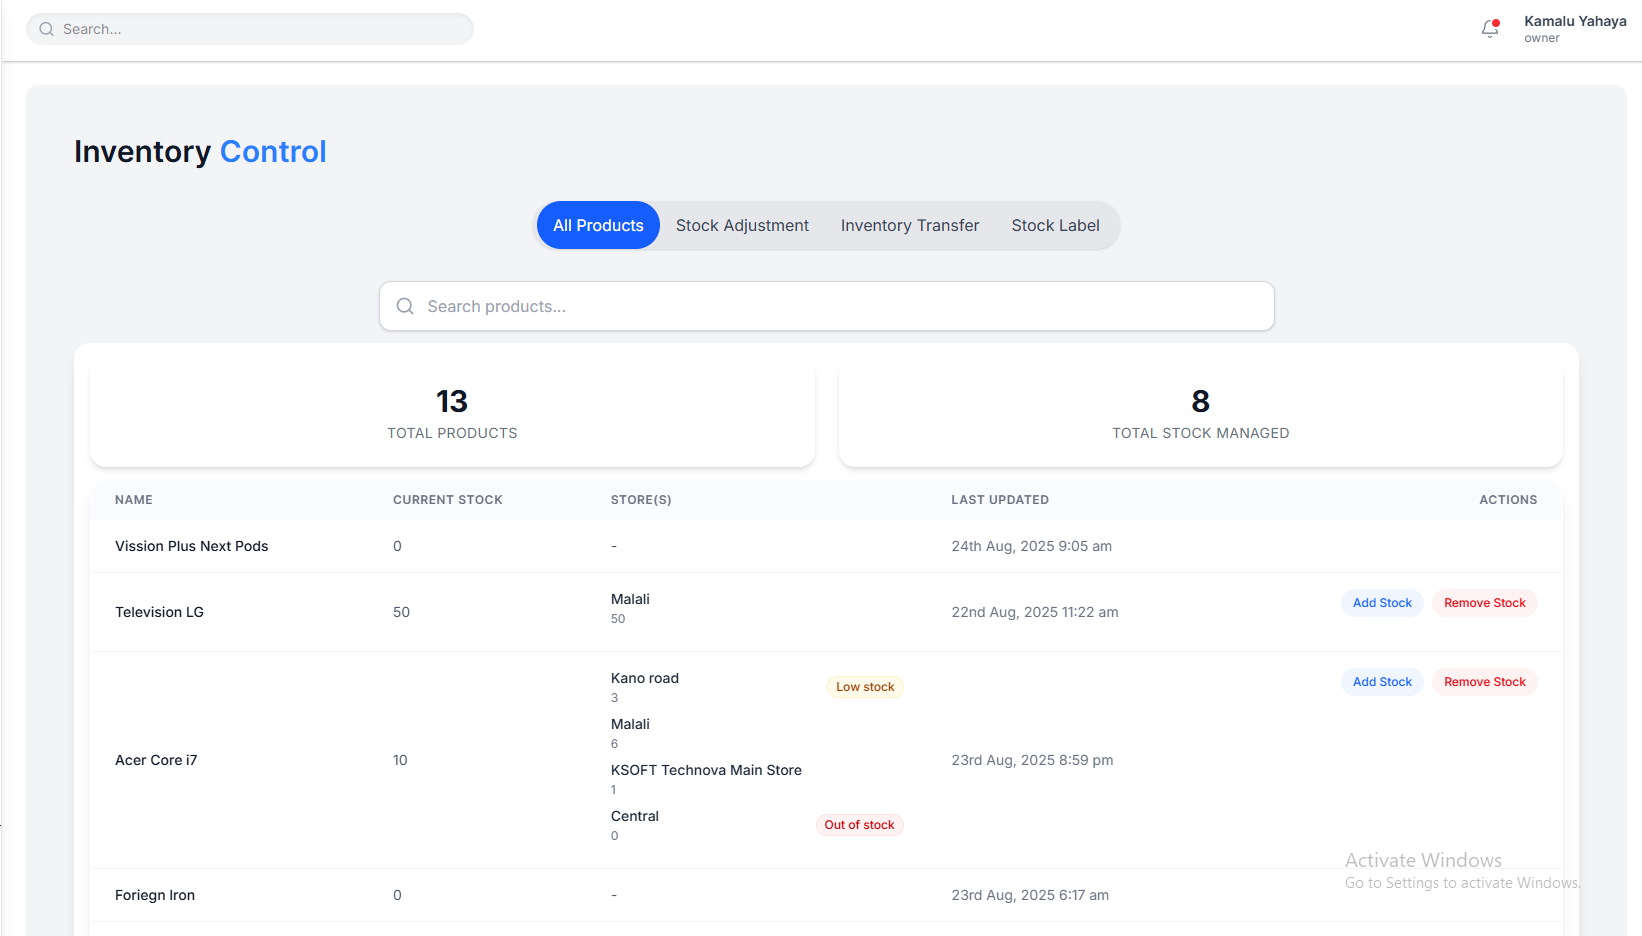 Search...
Kamalu Yahaya
owner
Inventory Control
All Products Stock Adjustment Inventory Transfer Stock Label
Search products...
13
TOTAL PRODUCTS
8
TOTAL STOCK MANAGED
NAME CURRENT STOCK STORE(S) LAST UPDATED ACTIONS
Vission Plus Next Pods 0 - 24th Aug, 2025 9:05 am
Television LG 50 Malali 50 22nd Aug, 2025 11:22 am Add Stock Remove Stock
Acer Core i7 10
Kano road
3
Low stock
Malali
6
KSOFT Technova Main Store
1
Central
0
Out of stock
23rd Aug, 2025 8:59 pm
Add Stock Remove Stock
Foriegn Iron 0 - 23rd Aug, 2025 6:17 am
Activate Windows
Go to Settings to activate Windows.